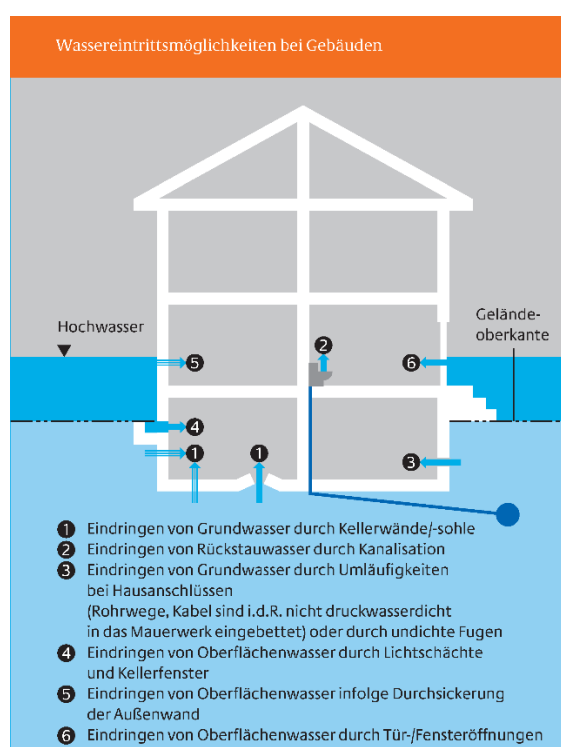 Wassereintrittsmöglichkeiten bei Gebäuden
Hochwasser
Gelände-
oberkante
2
5
6
4
1
1
3
1 Eindringen von Grundwasser durch Kellerwände/-sohle
2 Eindringen von Rückstauwasser durch Kanalisation
3 Eindringen von Grundwasser durch Umläufigkeiten
bei Hausanschlüssen
(Rohrwege, Kabel sind i.d.R. nicht druckwasserdicht
in das Mauerwerk eingebettet) oder durch undichte Fugen
4 Eindringen von Oberflächenwasser durch Lichtschächte
und Kellerfenster
5 Eindringen von Oberflächenwasser infolge Durchsickerung
der Außenwand
6 Eindringen von Oberflächenwasser durch Tür-/Fensteröffnungen